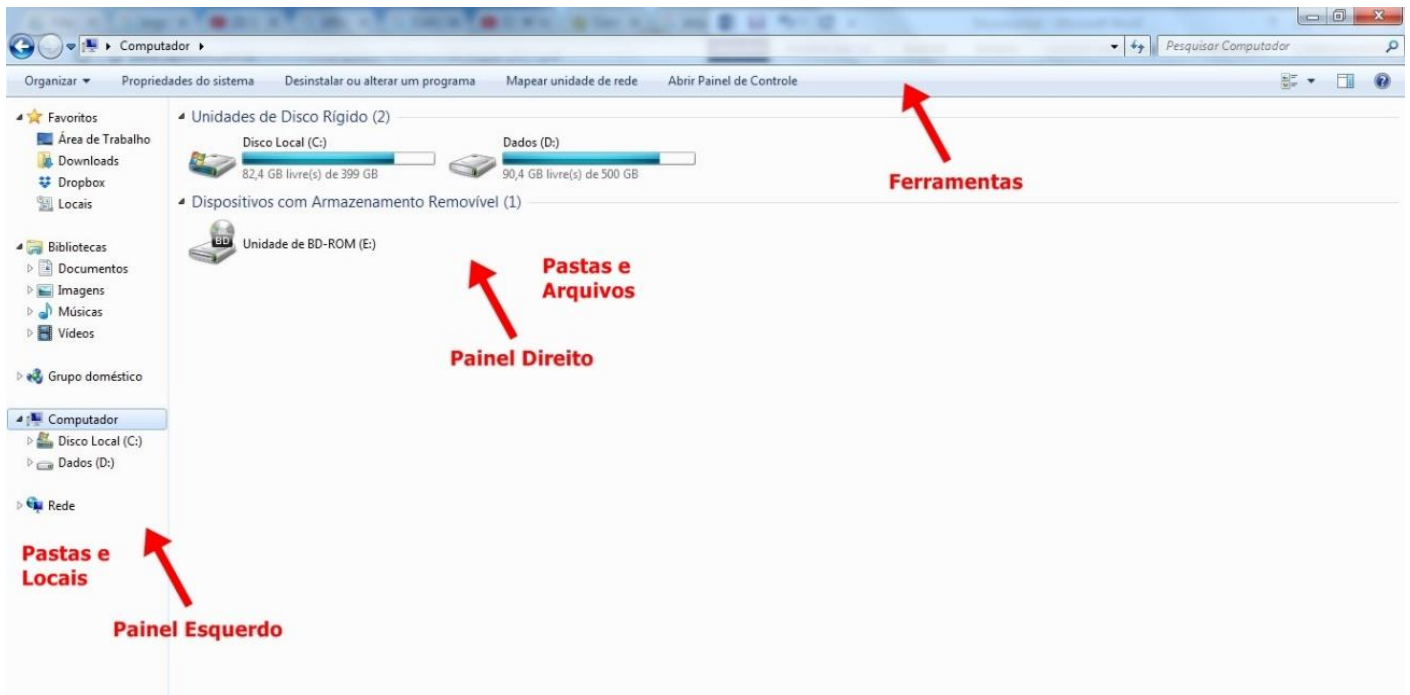 Computador
Pesquisar Computador
Organizar
Propriedades do sistema
Desinstalar ou alterar um programa
Mapear unidade de rede
Abrir Painel de Controle
Favoritos
Área de Trabalho
Downloads
Dropbox
Locais
Bibliotecas
Documentos
Imagens
Músicas
Vídeos
Grupo doméstico
Computador
Disco Local (C:)
Dados (D:)
Rede
Pastas e
Locais
Painel Esquerdo
Unidades de Disco Rígido (2)
Disco Local (C:)
82,4 GB livre(s) de 399 GB
Dados (D:)
90,4 GB livre(s) de 500 GB
Dispositivos com Armazenamento Removível (1)
BD
Unidade de BD-ROM (E:)
Pastas e
Arquivos
Painel Direito
Ferramentas